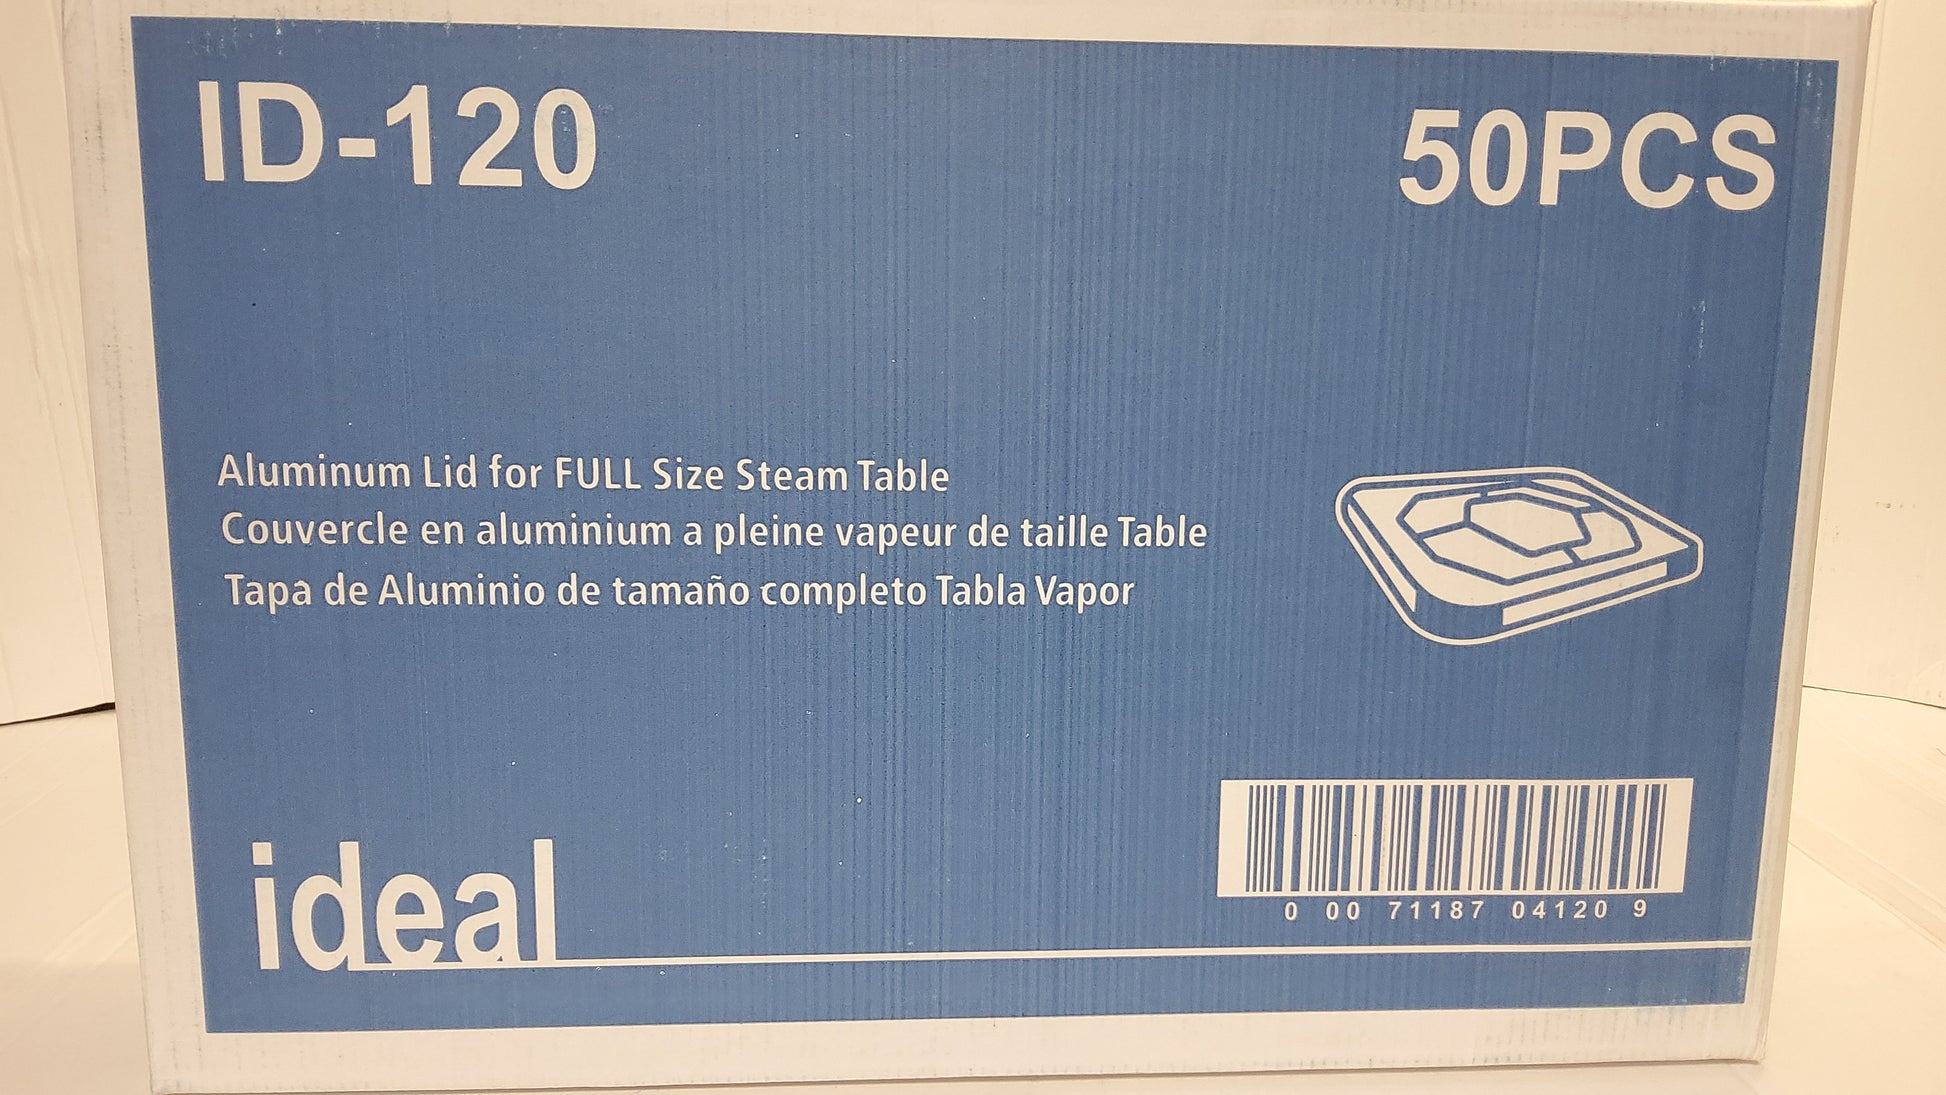 ID-120
50PCS
Aluminum Lid for FULL Size Steam Table
Couvercle en aluminium a pleine vapeur de taille Table
Tapa de Aluminio de tamaño completo Tabla Vapor
ideal
0 00 71187 04120 9